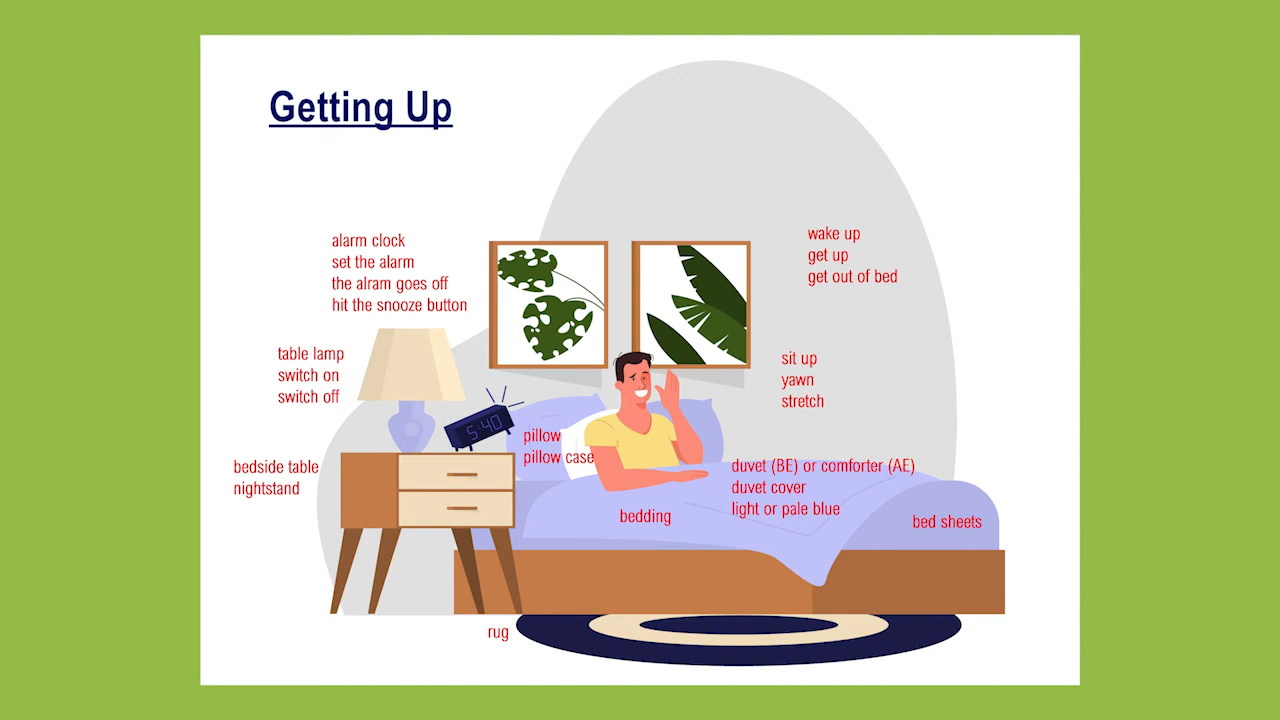 Getting Up
alarm clock
set the alarm
the alram goes off
hit the snooze button
wake up
get up
get out of bed
table lamp
switch on
switch off
sit up
yawn
stretch
5:40
pillow
pillow case
bedside table
nightstand
duvet (BE) or comforter (AE)
duvet cover
light or pale blue
bedding
bed sheets
rug